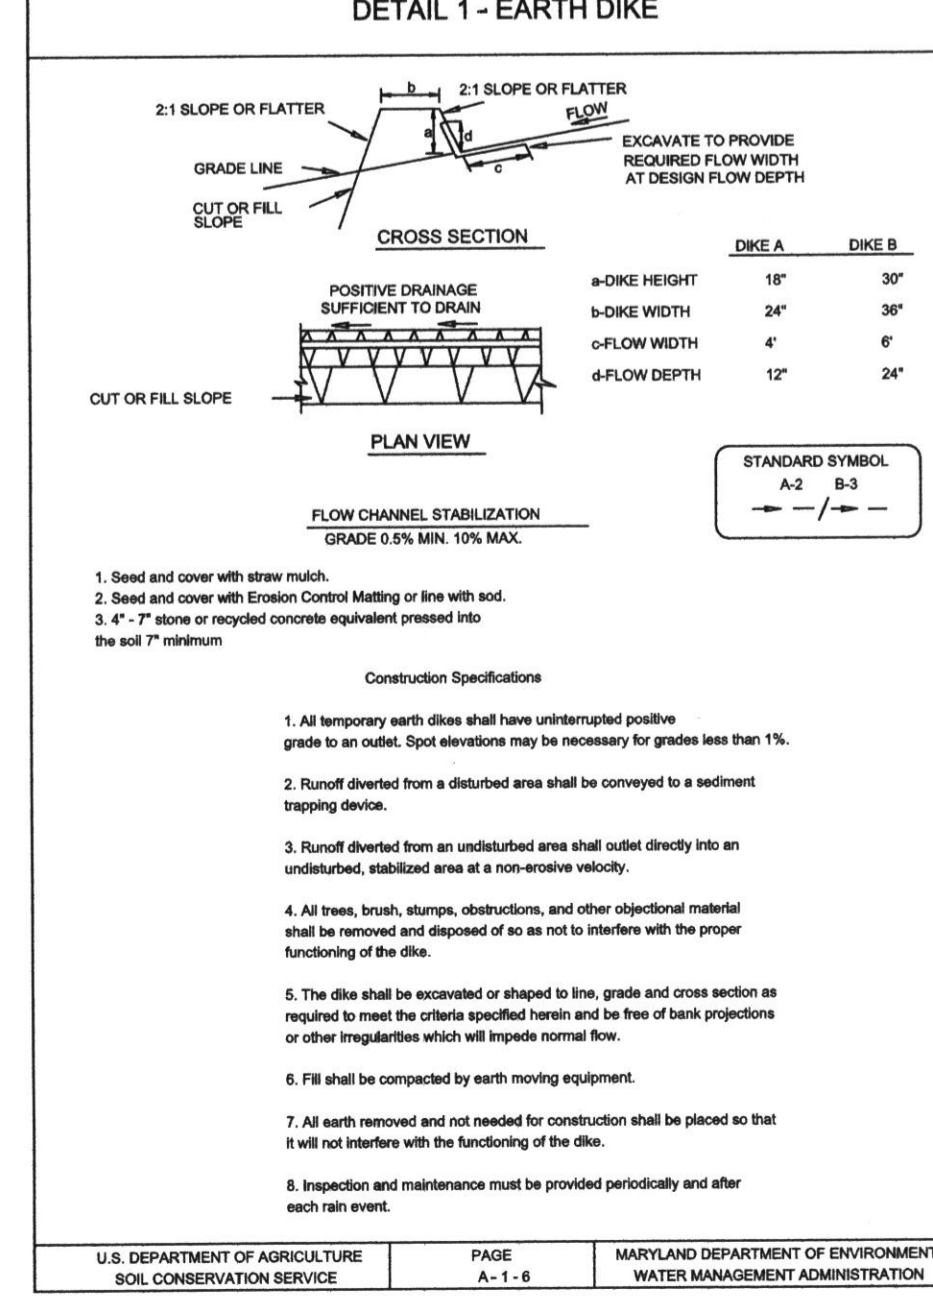 DETAIL 1 - EARTH DIKE
b
2:1 SLOPE OR FLATTER
2:1 SLOPE OR FLATTER
FLOW
a
d
EXCAVATE TO PROVIDE
REQUIRED FLOW WIDTH
AT DESIGN FLOW DEPTH
GRADE LINE
c
CUT OR FILL
SLOPE
CROSS SECTION
DIKE A DIKE B
a-DIKE HEIGHT 18" 30"
b-DIKE WIDTH 24" 36"
c-FLOW WIDTH 4' 6'
d-FLOW DEPTH 12" 24"
POSITIVE DRAINAGE
SUFFICIENT TO DRAIN
CUT OR FILL SLOPE
PLAN VIEW
STANDARD SYMBOL
A-2 B-3
FLOW CHANNEL STABILIZATION
GRADE 0.5% MIN. 10% MAX.
1. Seed and cover with straw mulch.
2. Seed and cover with Erosion Control Matting or line with sod.
3. 4" - 7" stone or recycled concrete equivalent pressed into
the soil 7" minimum
Construction Specifications
1. All temporary earth dikes shall have uninterrupted positive
grade to an outlet. Spot elevations may be necessary for grades less than 1%.
2. Runoff diverted from a disturbed area shall be conveyed to a sediment
trapping device.
3. Runoff diverted from an undisturbed area shall outlet directly into an
undisturbed, stabilized area at a non-erosive velocity.
4. All trees, brush, stumps, obstructions, and other objectional material
shall be removed and disposed of so as not to interfere with the proper
functioning of the dike.
5. The dike shall be excavated or shaped to line, grade and cross section as
required to meet the criteria specified herein and be free of bank projections
or other irregularities which will impede normal flow.
6. Fill shall be compacted by earth moving equipment.
7. All earth removed and not needed for construction shall be placed so that
it will not interfere with the functioning of the dike.
8. Inspection and maintenance must be provided periodically and after
each rain event.
U.S. DEPARTMENT OF AGRICULTURE
SOIL CONSERVATION SERVICE
PAGE
A - 1 - 6
MARYLAND DEPARTMENT OF ENVIRONMENT
WATER MANAGEMENT ADMINISTRATION